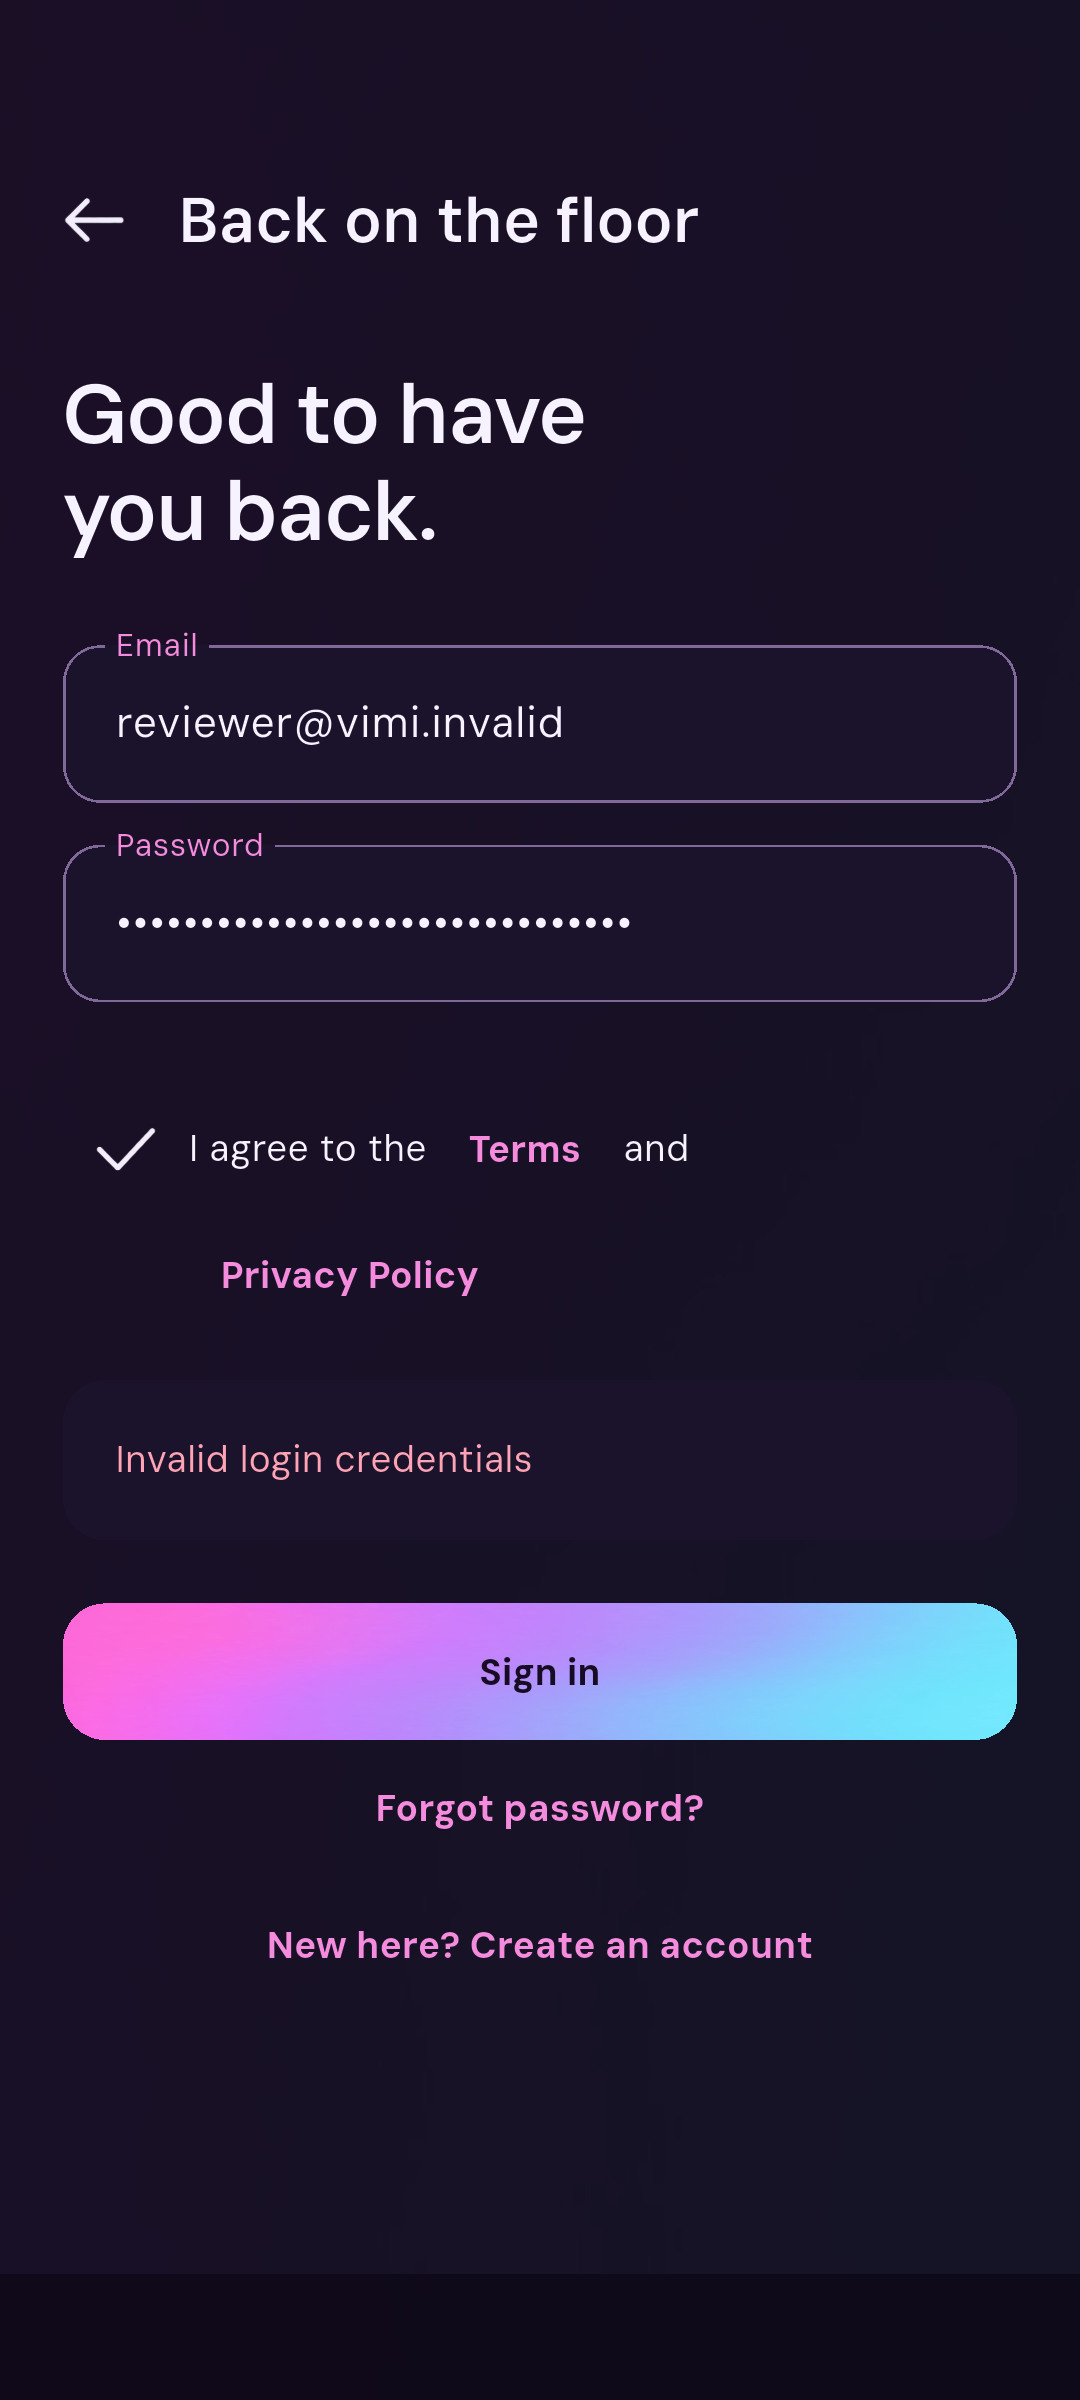 Back on the floor
Good to have
you back.
Email
reviewer@vimi.invalid
Password
•••••••••••••••••••••••••••••••
I agree to the Terms and
Privacy Policy
Invalid login credentials
Sign in
Forgot password?
New here? Create an account